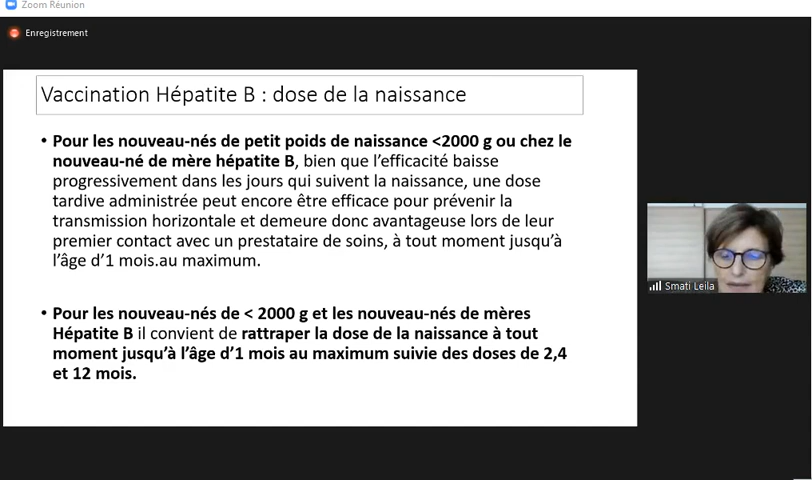 Zoom Réunion
Enregistrement
Vaccination Hépatite B : dose de la naissance
• Pour les nouveau-nés de petit poids de naissance <2000 g ou chez le
nouveau-né de mère hépatite B, bien que l’efficacité baisse
progressivement dans les jours qui suivent la naissance, une dose
tardive administrée peut encore être efficace pour prévenir la
transmission horizontale et demeure donc avantageuse lors de leur
premier contact avec un prestataire de soins, à tout moment jusqu’à
l’âge d’1 mois.au maximum.
• Pour les nouveau-nés de < 2000 g et les nouveau-nés de mères
Hépatite B il convient de rattraper la dose de la naissance à tout
moment jusqu’à l’âge d’1 mois au maximum suivie des doses de 2,4
et 12 mois.
Smati Leila